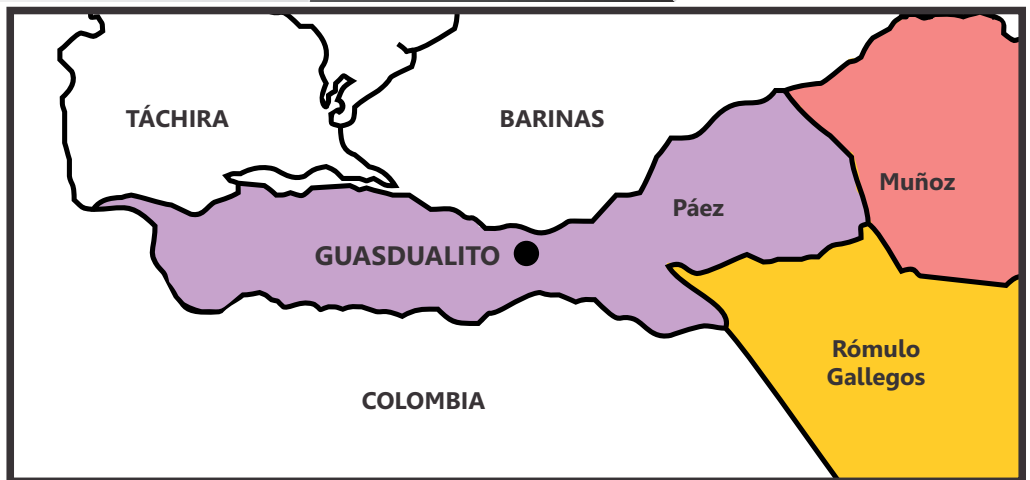 TÁCHIRA
BARINAS
Muñoz
Páez
GUASDUALITO
Rómulo
Gallegos
COLOMBIA